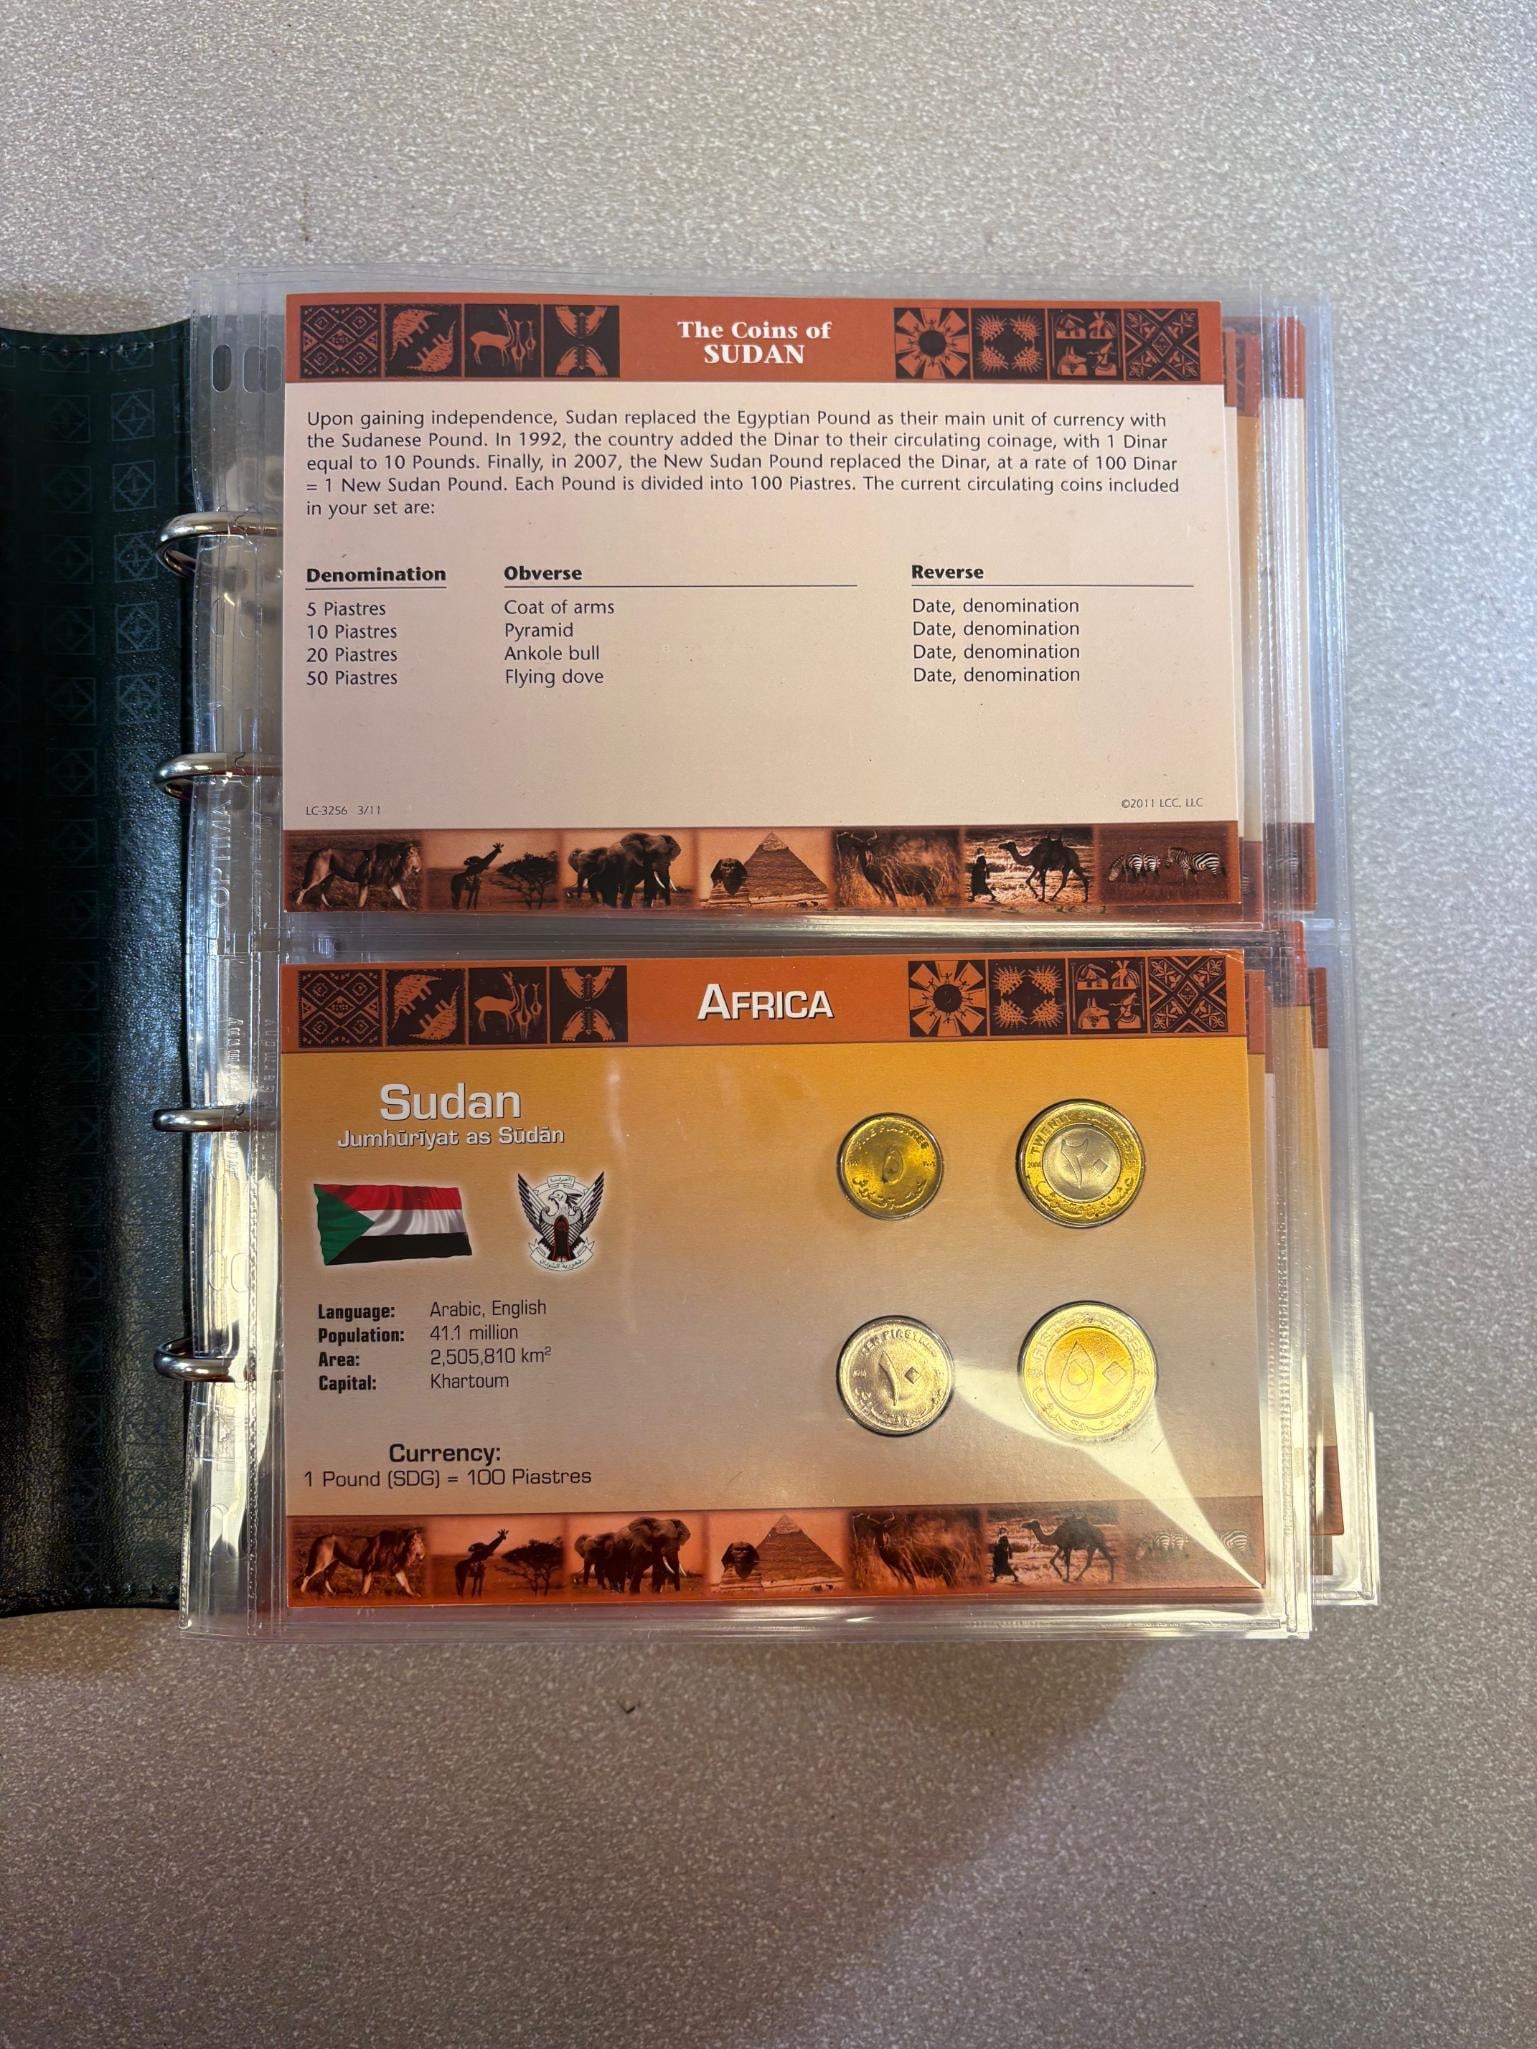 The Coins of
SUDAN
Upon gaining independence, Sudan replaced the Egyptian Pound as their main unit of currency with
the Sudanese Pound. In 1992, the country added the Dinar to their circulating coinage, with 1 Dinar
equal to 10 Pounds. Finally, in 2007, the New Sudan Pound replaced the Dinar, at a rate of 100 Dinar
= 1 New Sudan Pound. Each Pound is divided into 100 Piastres. The current circulating coins included
in your set are:
Denomination Obverse Reverse
5 Piastres Coat of arms Date, denomination
10 Piastres Pyramid Date, denomination
20 Piastres Ankole bull Date, denomination
50 Piastres Flying dove Date, denomination
LC-3256 3/11 ©2011 LCC, LLC
AFRICA
Sudan
Jumhūrīyat as Sūdān
Language: Arabic, English
Population: 41.1 million
Area: 2,505,810 km²
Capital: Khartoum
Currency:
1 Pound (SDG) = 100 Piastres
PIASTRES
٥
TWENTY
٢٠
١٠
٥٠